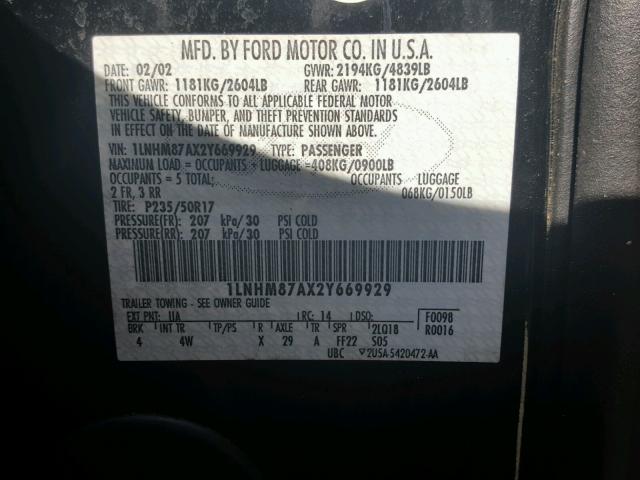 MFD. BY FORD MOTOR CO. IN U.S.A.
DATE: 02/02 GVWR: 2194KG/4839LB
FRONT GAWR: 1181KG/2604LB REAR GAWR: 1181KG/2604LB
THIS VEHICLE CONFORMS TO ALL APPLICABLE FEDERAL MOTOR
VEHICLE SAFETY, BUMPER, AND THEFT PREVENTION STANDARDS
IN EFFECT ON THE DATE OF MANUFACTURE SHOWN ABOVE.
VIN: 1LNHM87AX2Y669929 TYPE: PASSENGER
MAXIMUM LOAD = OCCUPANTS + LUGGAGE = 408KG/0900LB
OCCUPANTS = 5 TOTAL; OCCUPANTS LUGGAGE
2 FR, 3 RR 068KG/0150LB
TIRE: P235/50R17
PRESSURE(FR): 207 kPa/30 PSI COLD
PRESSURE(RR): 207 kPa/30 PSI COLD
1LNHM87AX2Y669929
TRAILER TOWING - SEE OWNER GUIDE
EXT PNT: UA RC: 14 DSO: F0098
BRK INT TR TP/PS R AXLE TR SPR 2LQ18 R0016
4 4W X 29 A FF22 S05
UBC ▽2U5A-5420472-AA